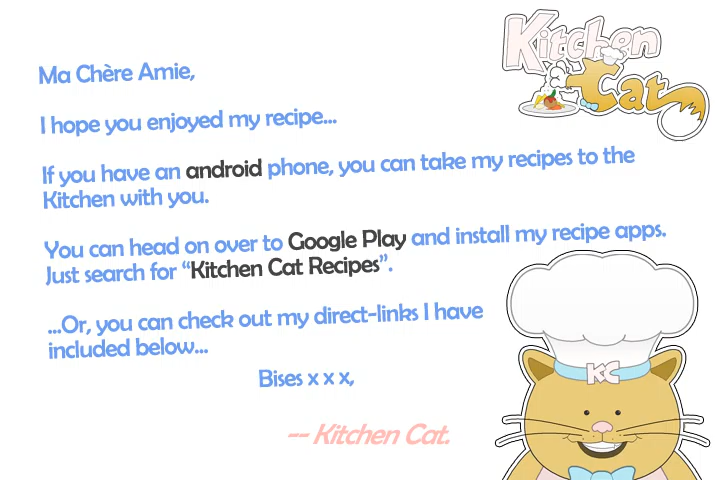 Kitchen
Cat
Ma Chère Amie,
I hope you enjoyed my recipe...
If you have an android phone, you can take my recipes to the
Kitchen with you.
You can head on over to Google Play and install my recipe apps.
Just search for “Kitchen Cat Recipes”.
...Or, you can check out my direct-links I have
included below...
Bises x x x,
-- Kitchen Cat.
KC